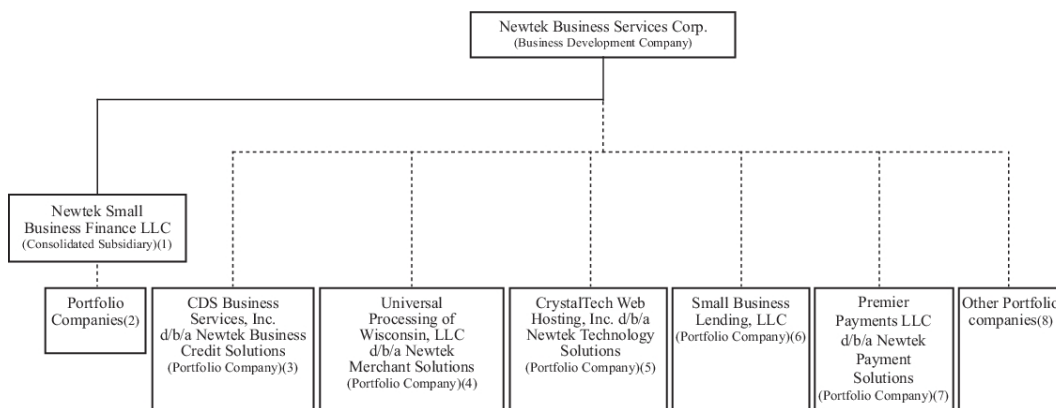 Newtek Business Services Corp.
(Business Development Company)
Newtek Small
Business Finance LLC
(Consolidated Subsidiary)(1)
Portfolio
Companies(2)
CDS Business
Services, Inc.
d/b/a Newtek Business
Credit Solutions
(Portfolio Company)(3)
Universal
Processing of
Wisconsin, LLC
d/b/a Newtek
Merchant Solutions
(Portfolio Company)(4)
CrystalTech Web
Hosting, Inc. d/b/a
Newtek Technology
Solutions
(Portfolio Company)(5)
Small Business
Lending, LLC
(Portfolio Company)(6)
Premier
Payments LLC
d/b/a Newtek
Payment
Solutions
(Portfolio Company)(7)
Other Portfolio
companies(8)